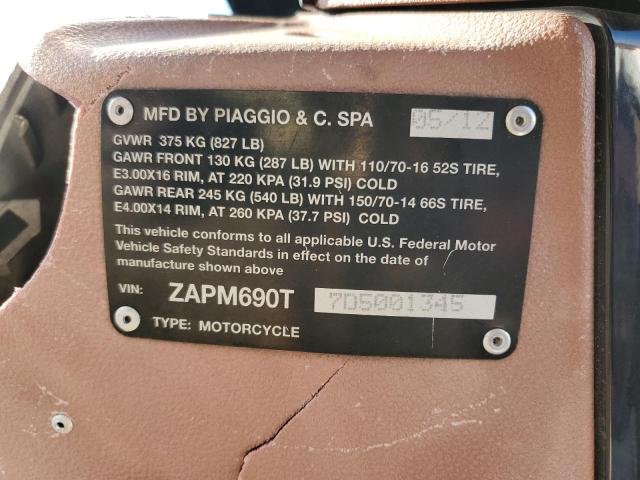 MFD BY PIAGGIO & C. SPA 05/12
GVWR 375 KG (827 LB)
GAWR FRONT 130 KG (287 LB) WITH 110/70-16 52S TIRE,
E3.00X16 RIM, AT 220 KPA (31.9 PSI) COLD
GAWR REAR 245 KG (540 LB) WITH 150/70-14 66S TIRE,
E4.00X14 RIM, AT 260 KPA (37.7 PSI) COLD
This vehicle conforms to all applicable U.S. Federal Motor
Vehicle Safety Standards in effect on the date of
manufacture shown above
VIN: ZAPM690T 7D5001345
TYPE: MOTORCYCLE